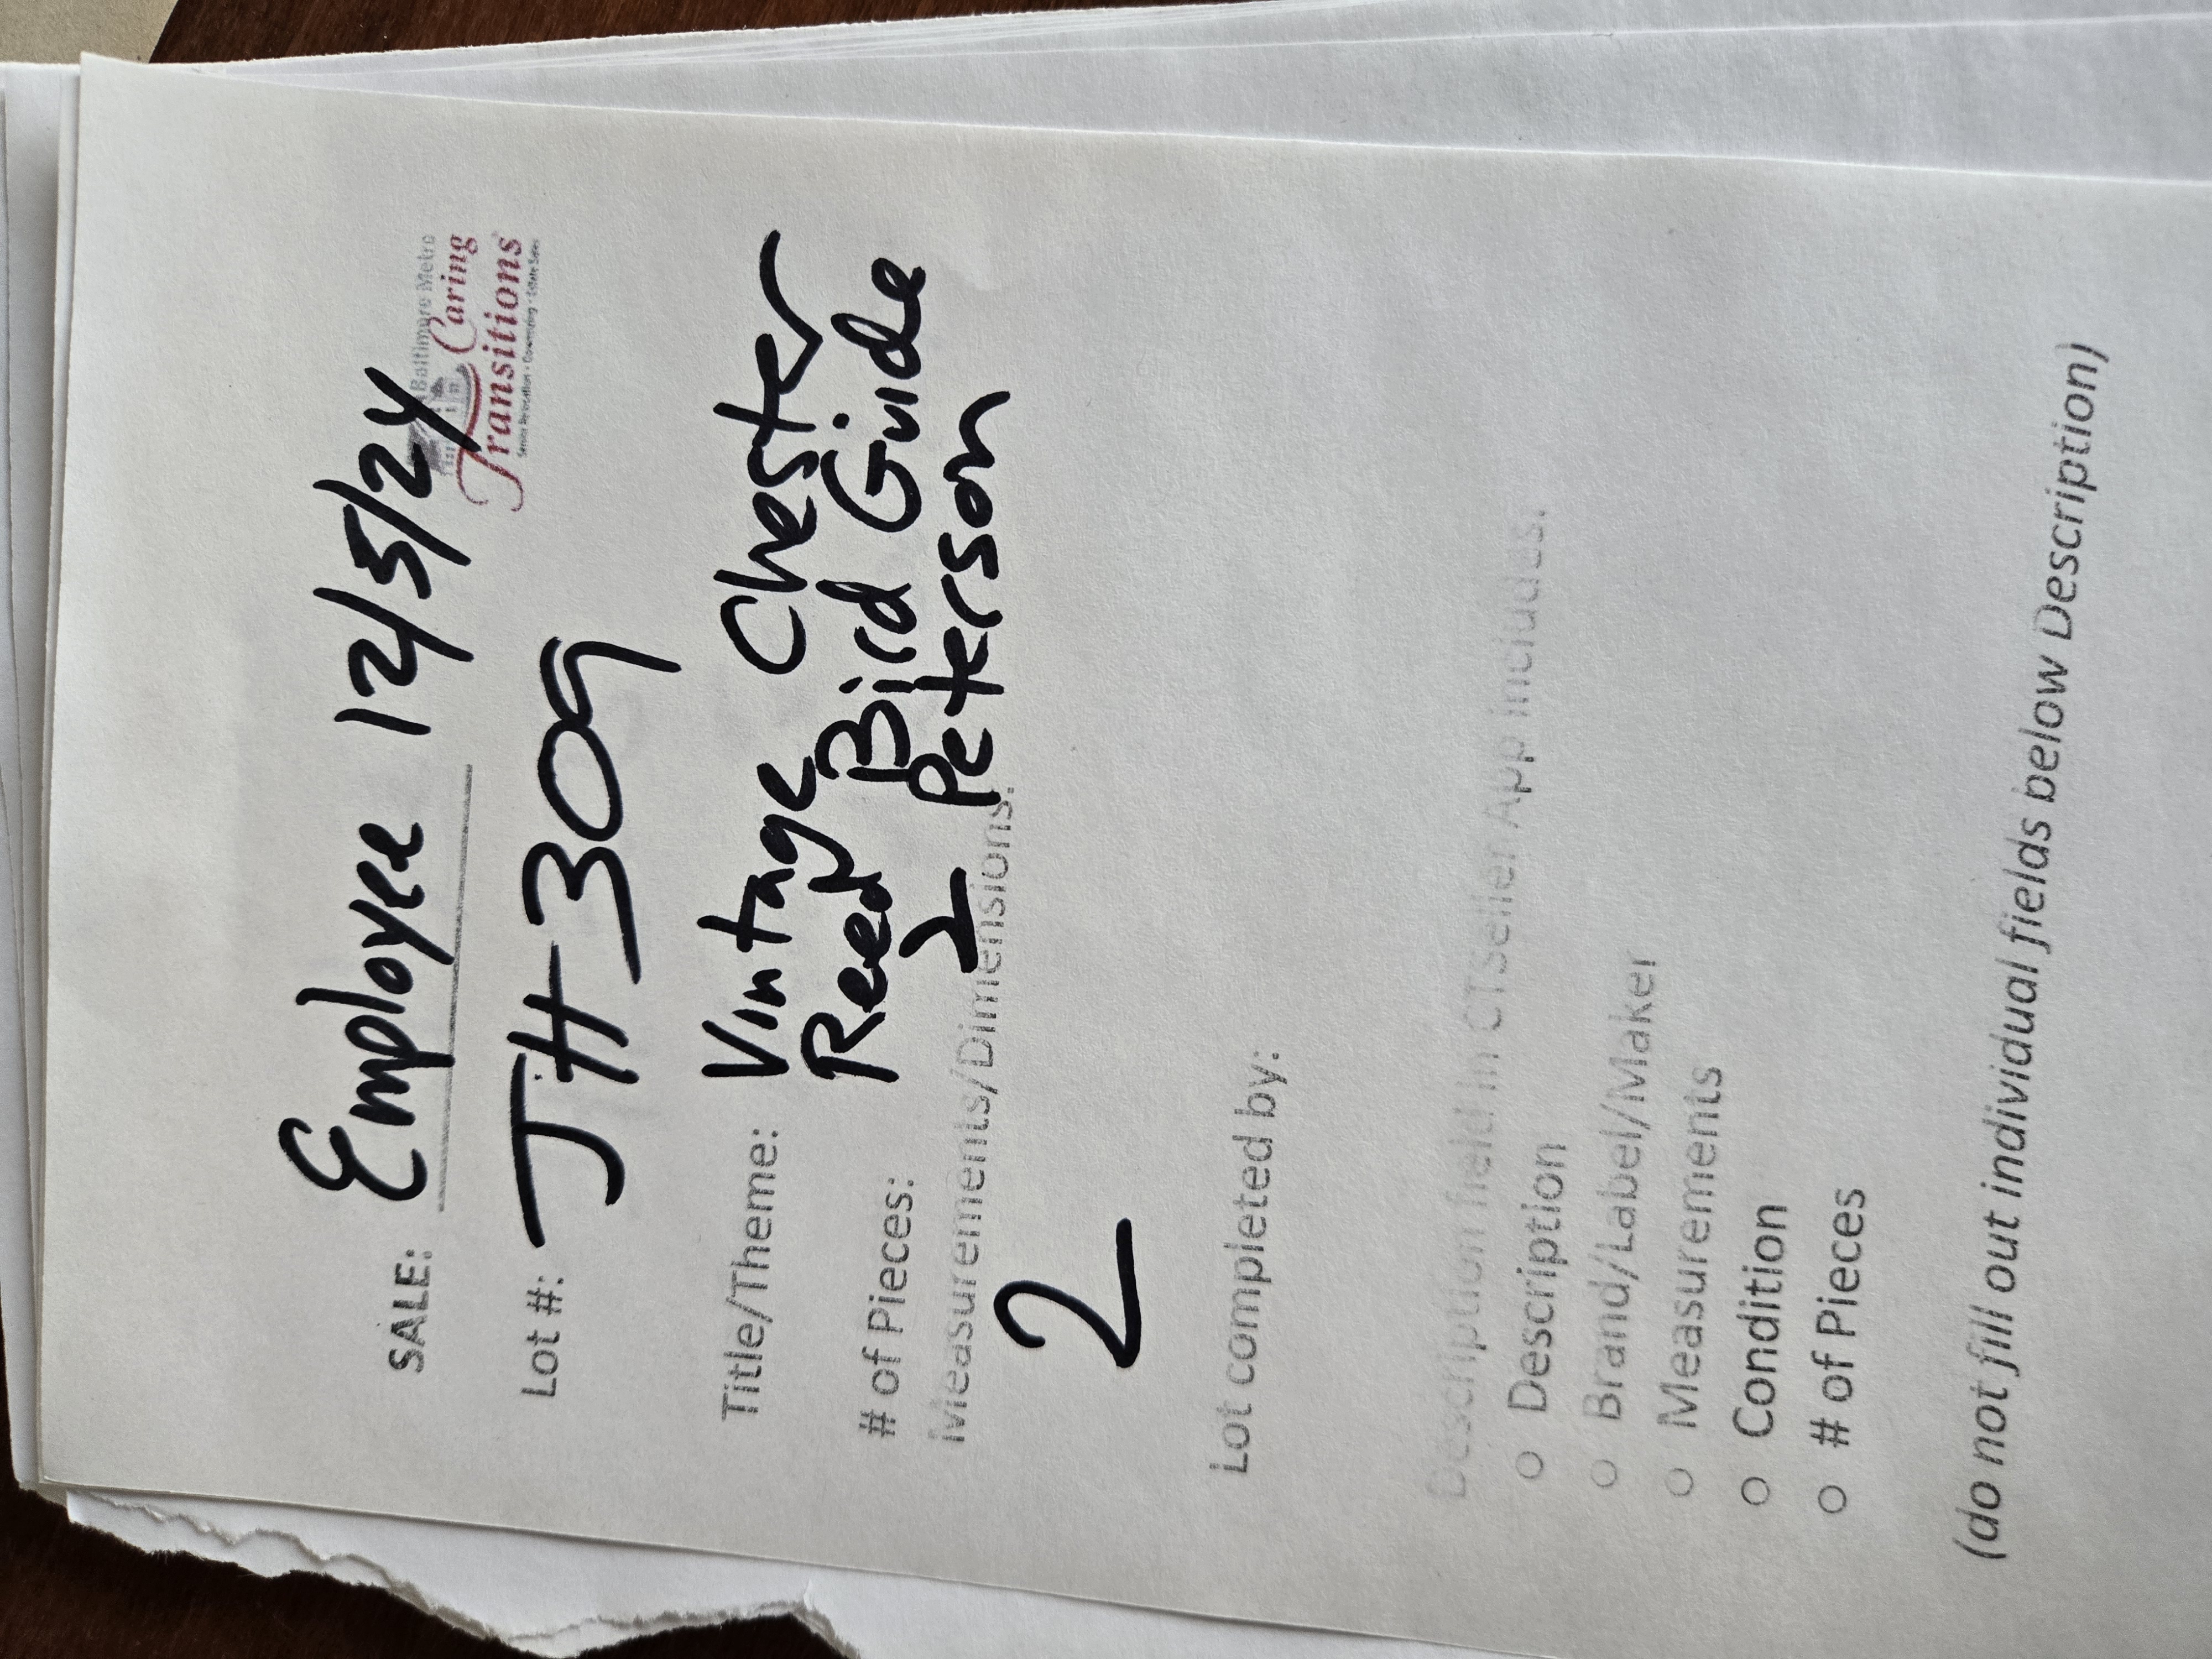 Baltimore Metro
Caring
Transitions
SALE: Employee 12/5/24
Lot #: JH-309
Title/Theme: Vintage Chester
Reed Bird Guide
# of Pieces:
& Peterson
Measurements/Dimensions:
2
Lot completed by:
Description field in CTSeller App includes:
○ Description
○ Brand/Label/Maker
○ Measurements
○ Condition
○ # of Pieces
(do not fill out individual fields below Description)